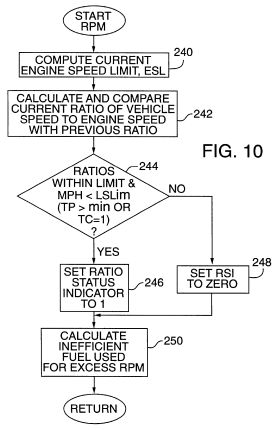 START
RPM
COMPUTE CURRENT
ENGINE SPEED LIMIT, ESL
240
CALCULATE AND COMPARE
CURRENT RATIO OF VEHICLE
SPEED TO ENGINE SPEED
WITH PREVIOUS RATIO
242
FIG. 10
RATIOS
WITHIN LIMIT &
MPH < LSLim
(TP > min OR
TC=1)
?
244
NO
YES
SET RATIO
STATUS
INDICATOR
TO 1
246
SET RSI
TO ZERO
248
CALCULATE
INEFFICIENT
FUEL USED
FOR EXCESS RPM
250
RETURN